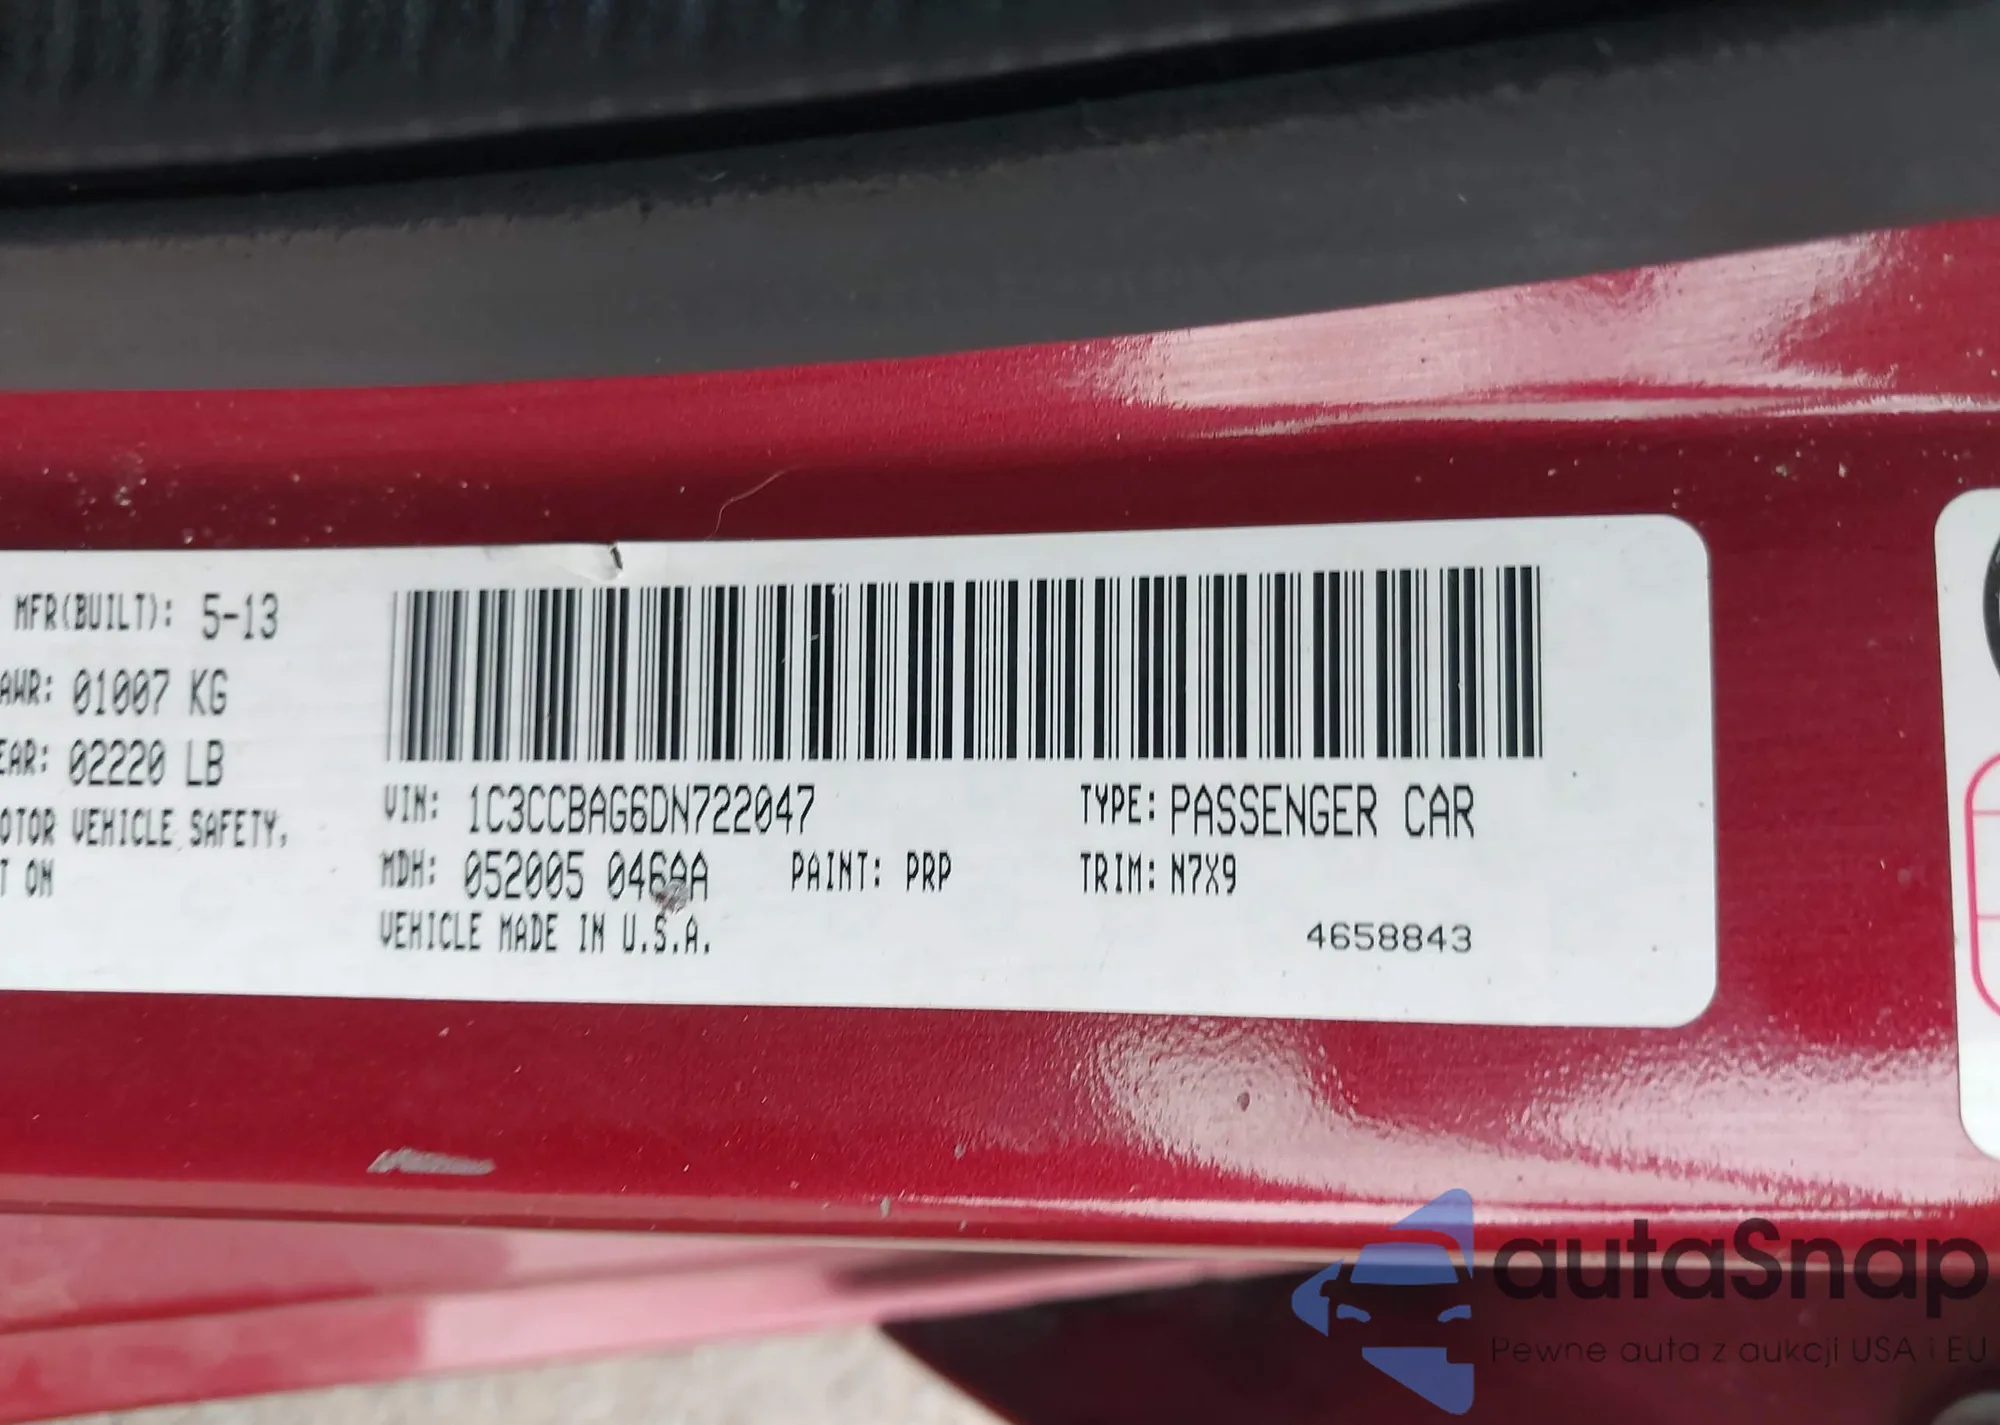 MFR(BUILT): 5-13
AWR: 01007 KG
EAR: 02220 LB
OTOR VEHICLE SAFETY,
T ON
VIN: 1C3CCBAG6DN722047
TYPE: PASSENGER CAR
MDH: 052005 046AA
PAINT: PRP
TRIM: N7X9
VEHICLE MADE IN U.S.A.
4658843
autaSnap
Pewne auta z aukcji USA i EU